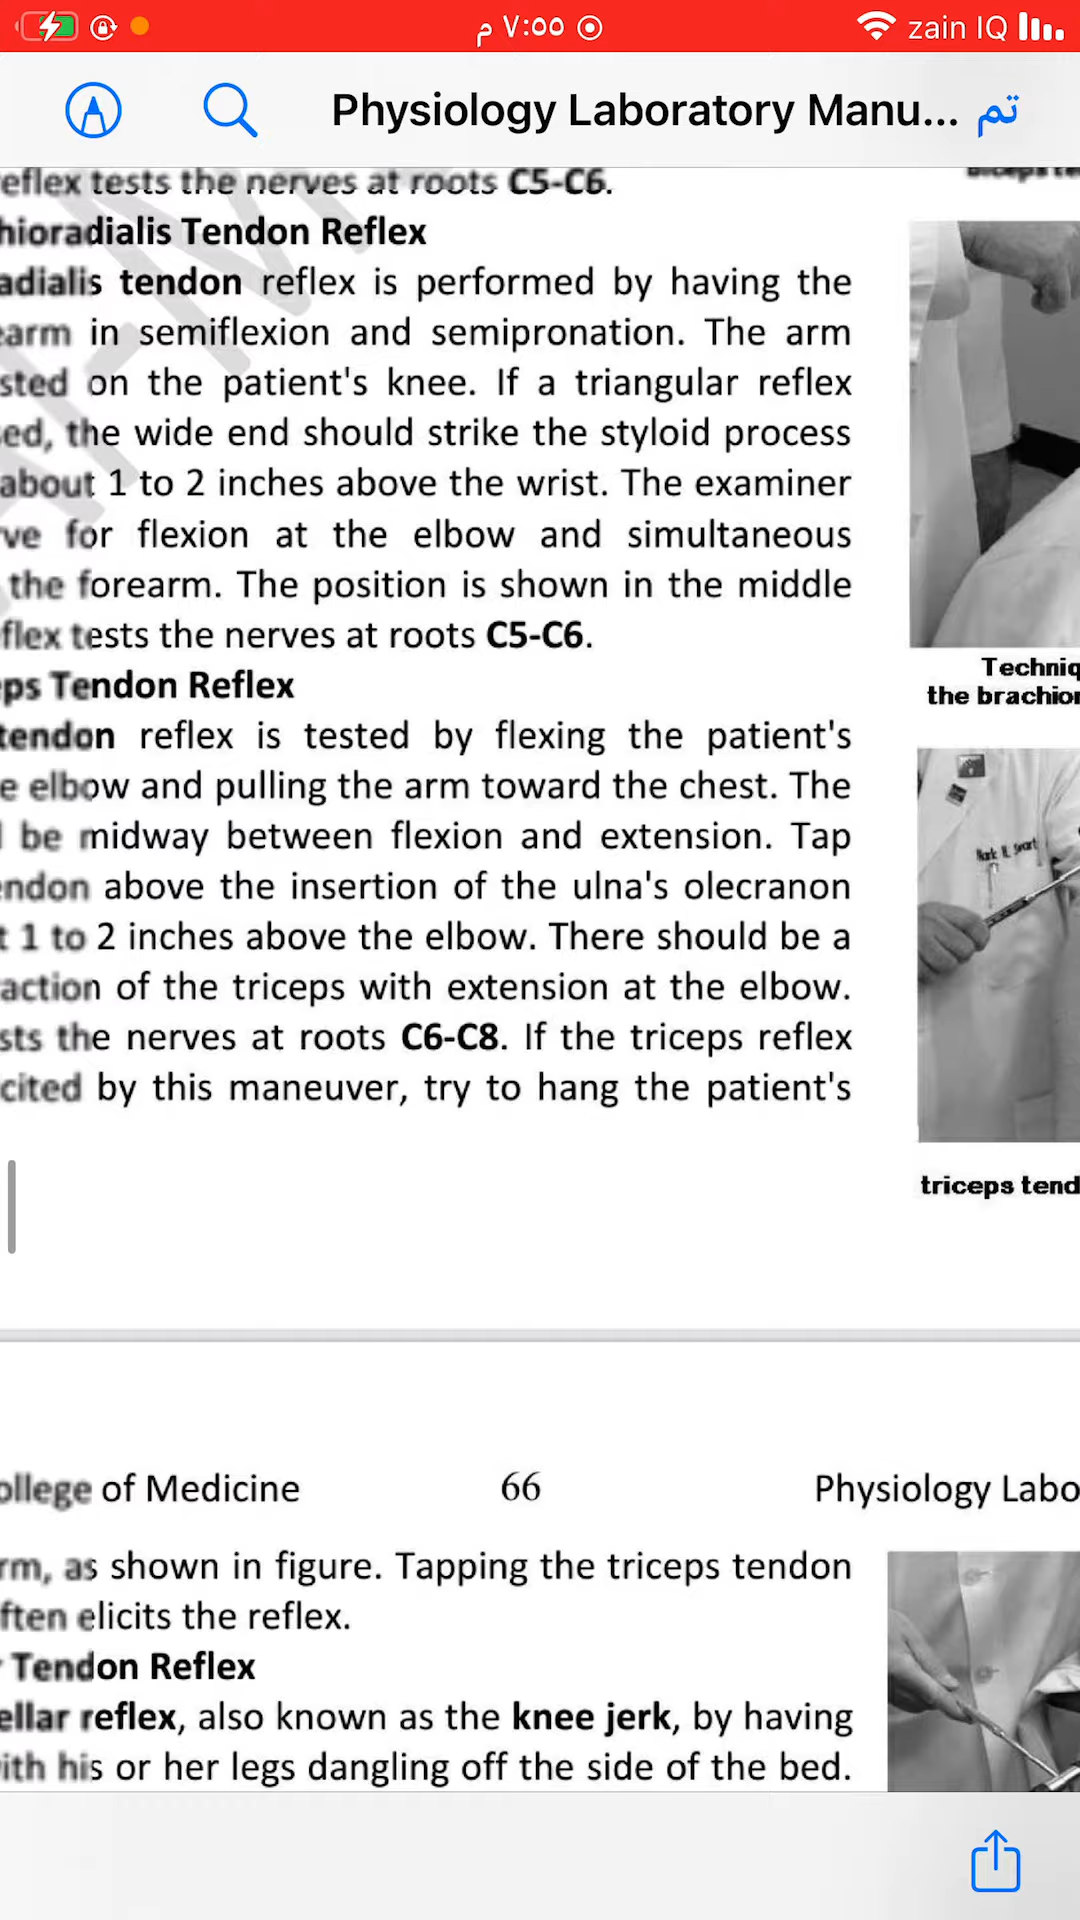 ٧:٥٥ م
zain IQ
Physiology Laboratory Manu...
تم
eflex tests the nerves at roots C5-C6.
hioradialis Tendon Reflex
adialis tendon reflex is performed by having the
earm in semiflexion and semipronation. The arm
sted on the patient's knee. If a triangular reflex
ed, the wide end should strike the styloid process
about 1 to 2 inches above the wrist. The examiner
ve for flexion at the elbow and simultaneous
the forearm. The position is shown in the middle
flex tests the nerves at roots C5-C6.
Techniq
the brachior
eps Tendon Reflex
tendon reflex is tested by flexing the patient's
e elbow and pulling the arm toward the chest. The
be midway between flexion and extension. Tap
endon above the insertion of the ulna's olecranon
t 1 to 2 inches above the elbow. There should be a
action of the triceps with extension at the elbow.
sts the nerves at roots C6-C8. If the triceps reflex
cited by this maneuver, try to hang the patient's
triceps tend
ollege of Medicine 66 Physiology Labo
rm, as shown in figure. Tapping the triceps tendon
ften elicits the reflex.
Tendon Reflex
ellar reflex, also known as the knee jerk, by having
ith his or her legs dangling off the side of the bed.